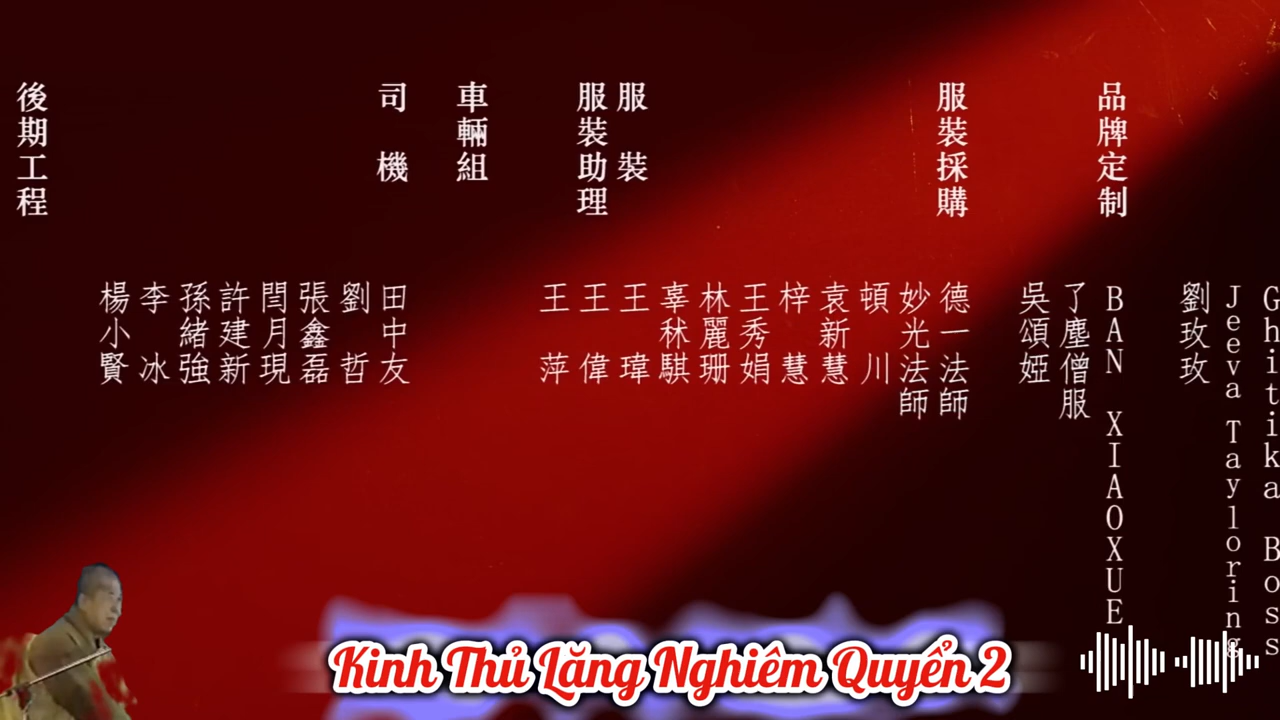 Ghitika Boss
Jeeva Tayloring
劉玫玫
品牌定制
BAN XIAOXUE
了塵僧服
吳頌婭
服裝採購
德一法師
妙光法師
頓川
袁新慧
梓慧
王秀娟
林麗珊
辜秝騏
王瑋
王偉
王萍
服裝
服裝助理
車輛組
司機
田中友
劉哲
張鑫磊
閆月現
許建新
孫緒強
李冰
楊小賢
後期工程
Kinh Thủ Lăng Nghiêm Quyển 2